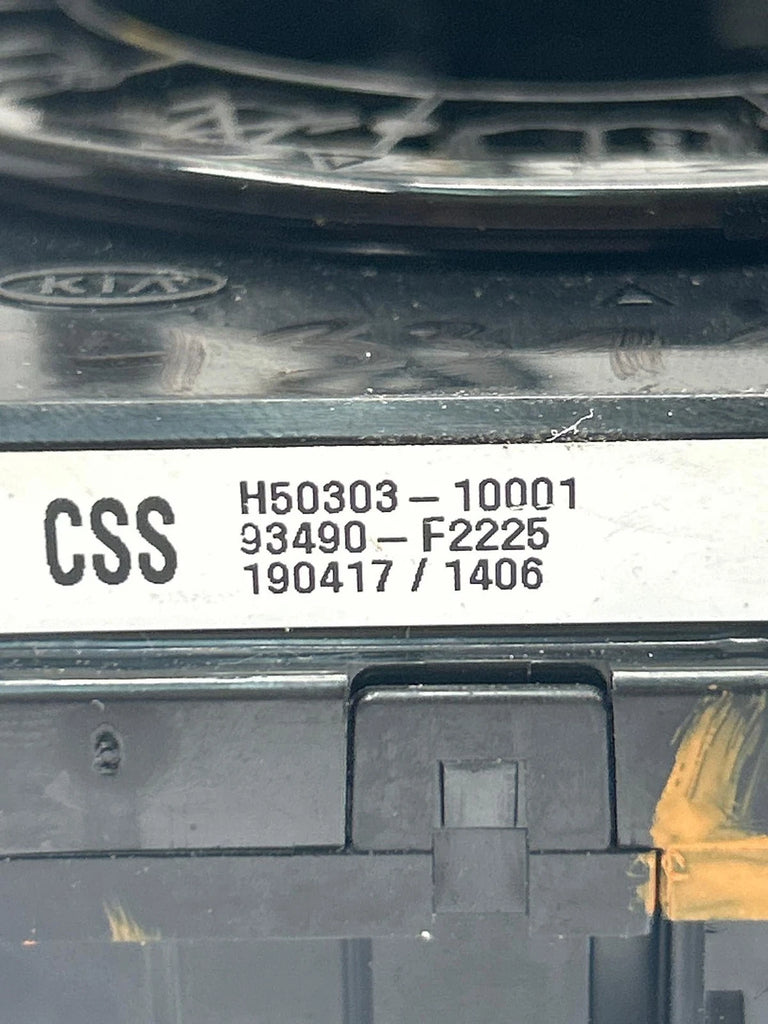 KIA
CSS
H50303-10001
93490-F2225
190417 / 1406